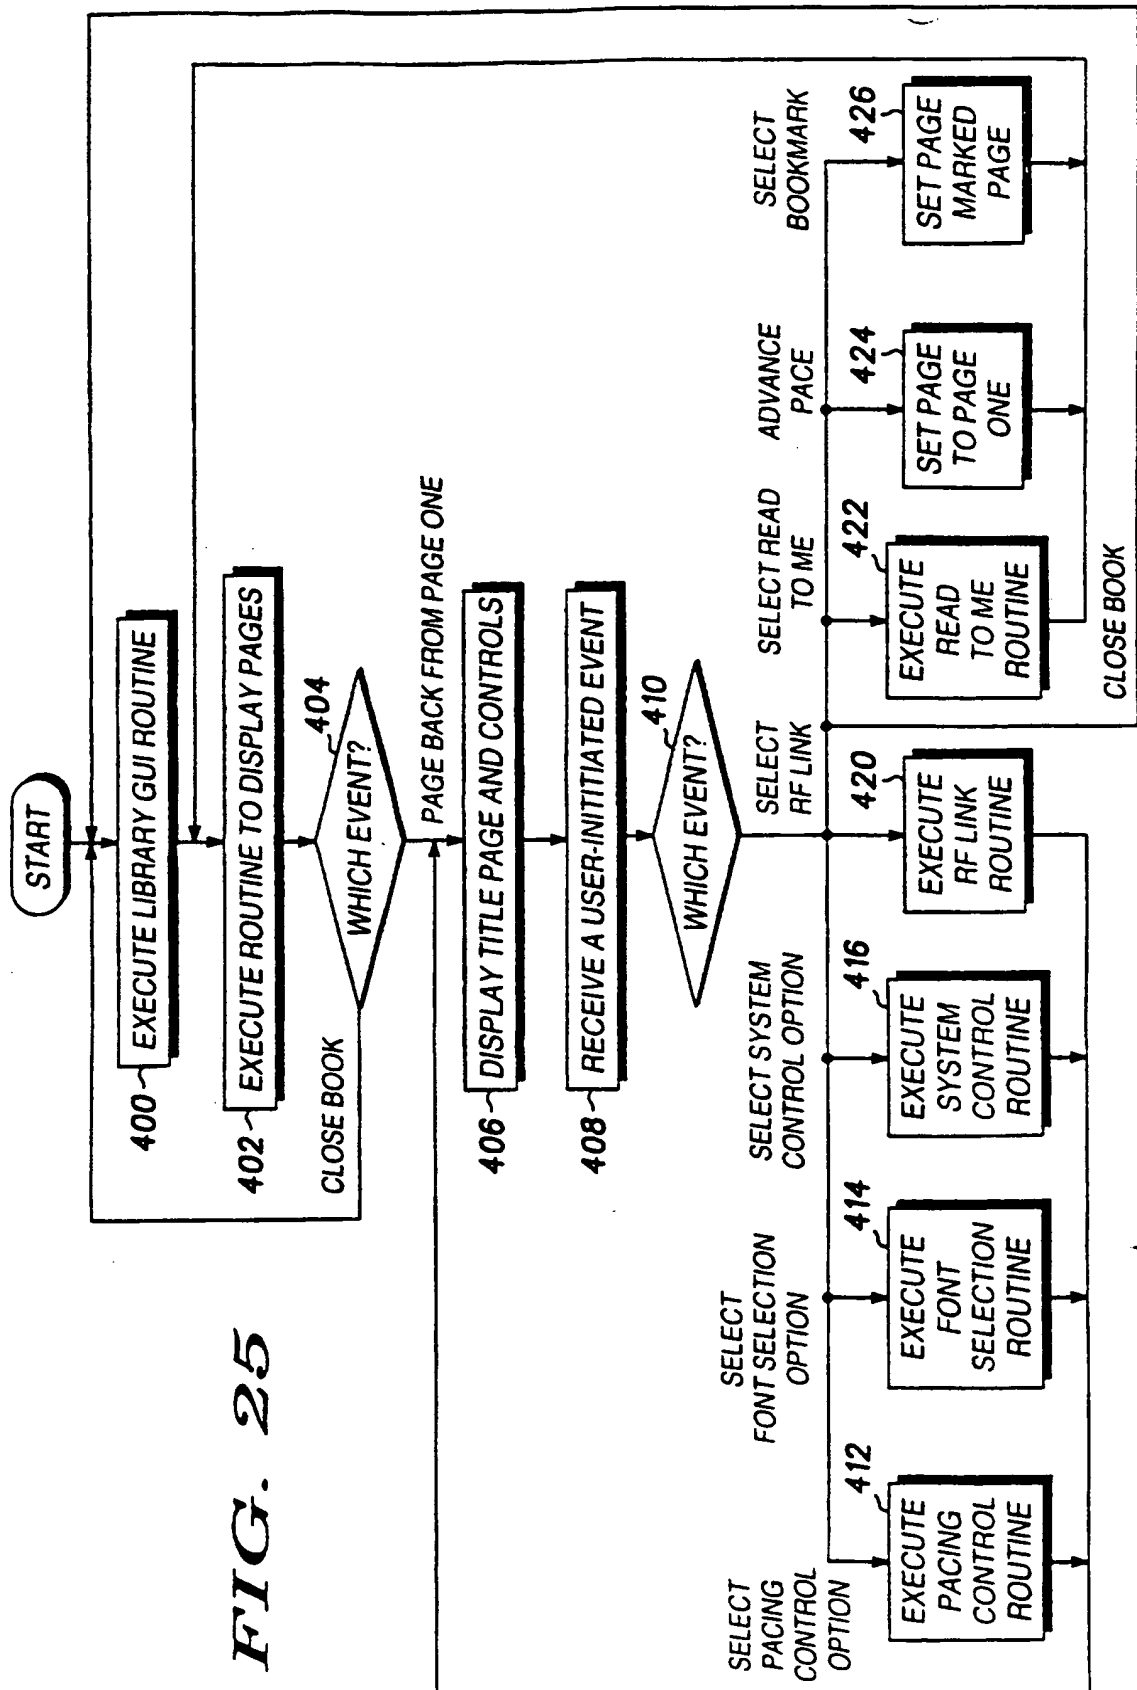 FIG. 25
START
EXECUTE LIBRARY GUI ROUTINE
400
EXECUTE ROUTINE TO DISPLAY PAGES
402
WHICH EVENT?
404
CLOSE BOOK
PAGE BACK FROM PAGE ONE
DISPLAY TITLE PAGE AND CONTROLS
406
RECEIVE A USER-INITIATED EVENT
408
WHICH EVENT?
410
SELECT
PACING
CONTROL
OPTION
SELECT
FONT SELECTION
OPTION
SELECT SYSTEM
CONTROL OPTION
SELECT
RF LINK
SELECT READ
TO ME
ADVANCE
PACE
SELECT
BOOKMARK
412
EXECUTE
PACING
CONTROL
ROUTINE
414
EXECUTE
FONT
SELECTION
ROUTINE
416
EXECUTE
SYSTEM
CONTROL
ROUTINE
420
EXECUTE
RF LINK
ROUTINE
422
EXECUTE
READ
TO ME
ROUTINE
424
SET PAGE
TO PAGE
ONE
426
SET PAGE
MARKED
PAGE
CLOSE BOOK